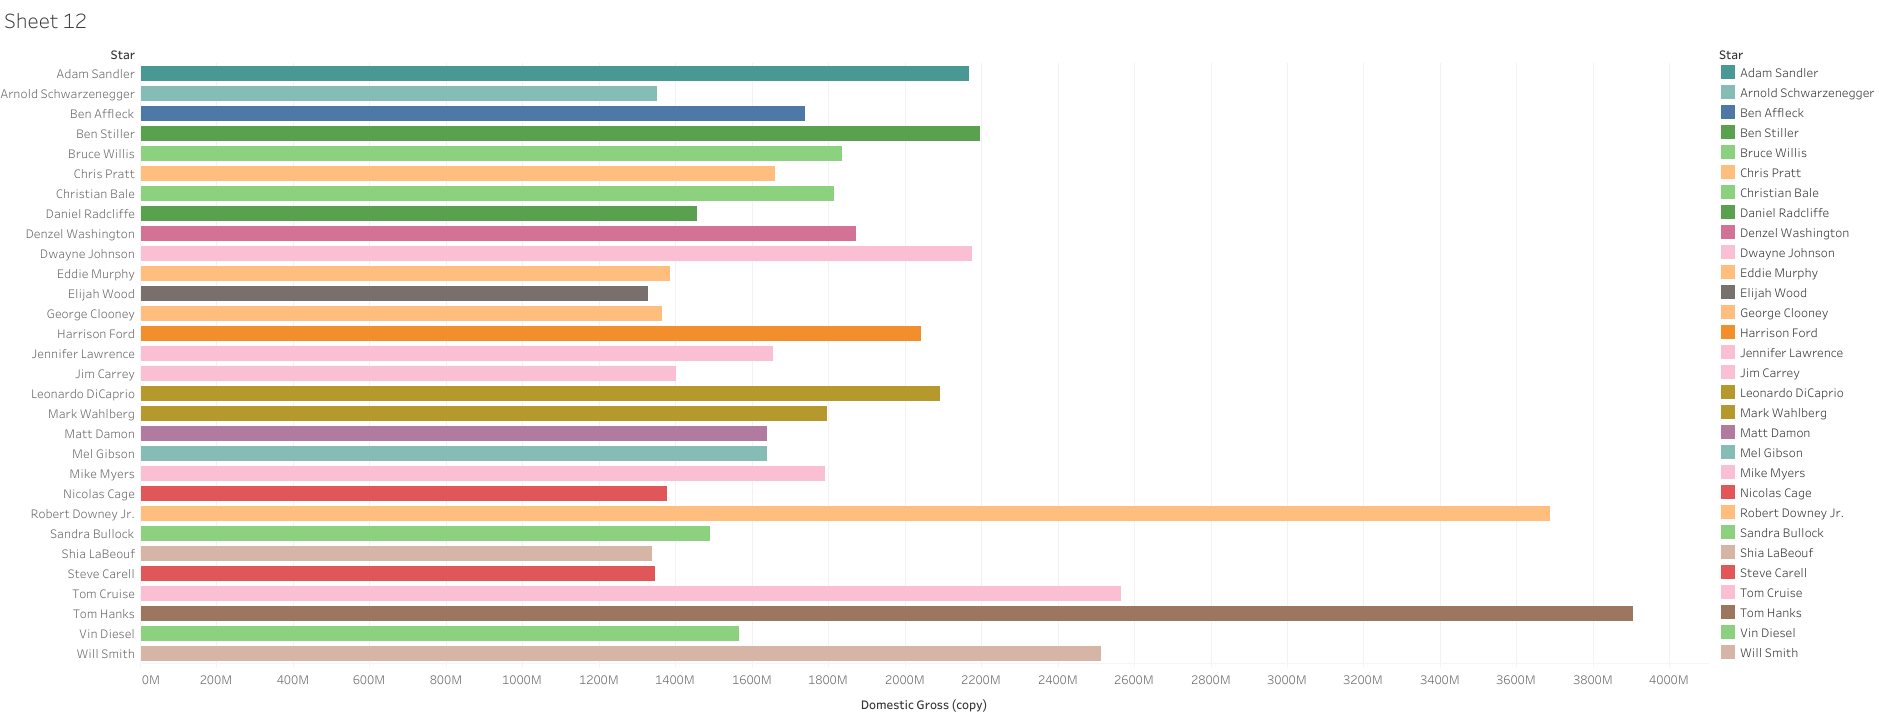 Sheet 12
Star
Adam Sandler
Arnold Schwarzenegger
Ben Affleck
Ben Stiller
Bruce Willis
Chris Pratt
Christian Bale
Daniel Radcliffe
Denzel Washington
Dwayne Johnson
Eddie Murphy
Elijah Wood
George Clooney
Harrison Ford
Jennifer Lawrence
Jim Carrey
Leonardo DiCaprio
Mark Wahlberg
Matt Damon
Mel Gibson
Mike Myers
Nicolas Cage
Robert Downey Jr.
Sandra Bullock
Shia LaBeouf
Steve Carell
Tom Cruise
Tom Hanks
Vin Diesel
Will Smith
0M 200M 400M 600M 800M 1000M 1200M 1400M 1600M 1800M 2000M 2200M 2400M 2600M 2800M 3000M 3200M 3400M 3600M 3800M 4000M
Domestic Gross (copy)
Star
Adam Sandler
Arnold Schwarzenegger
Ben Affleck
Ben Stiller
Bruce Willis
Chris Pratt
Christian Bale
Daniel Radcliffe
Denzel Washington
Dwayne Johnson
Eddie Murphy
Elijah Wood
George Clooney
Harrison Ford
Jennifer Lawrence
Jim Carrey
Leonardo DiCaprio
Mark Wahlberg
Matt Damon
Mel Gibson
Mike Myers
Nicolas Cage
Robert Downey Jr.
Sandra Bullock
Shia LaBeouf
Steve Carell
Tom Cruise
Tom Hanks
Vin Diesel
Will Smith